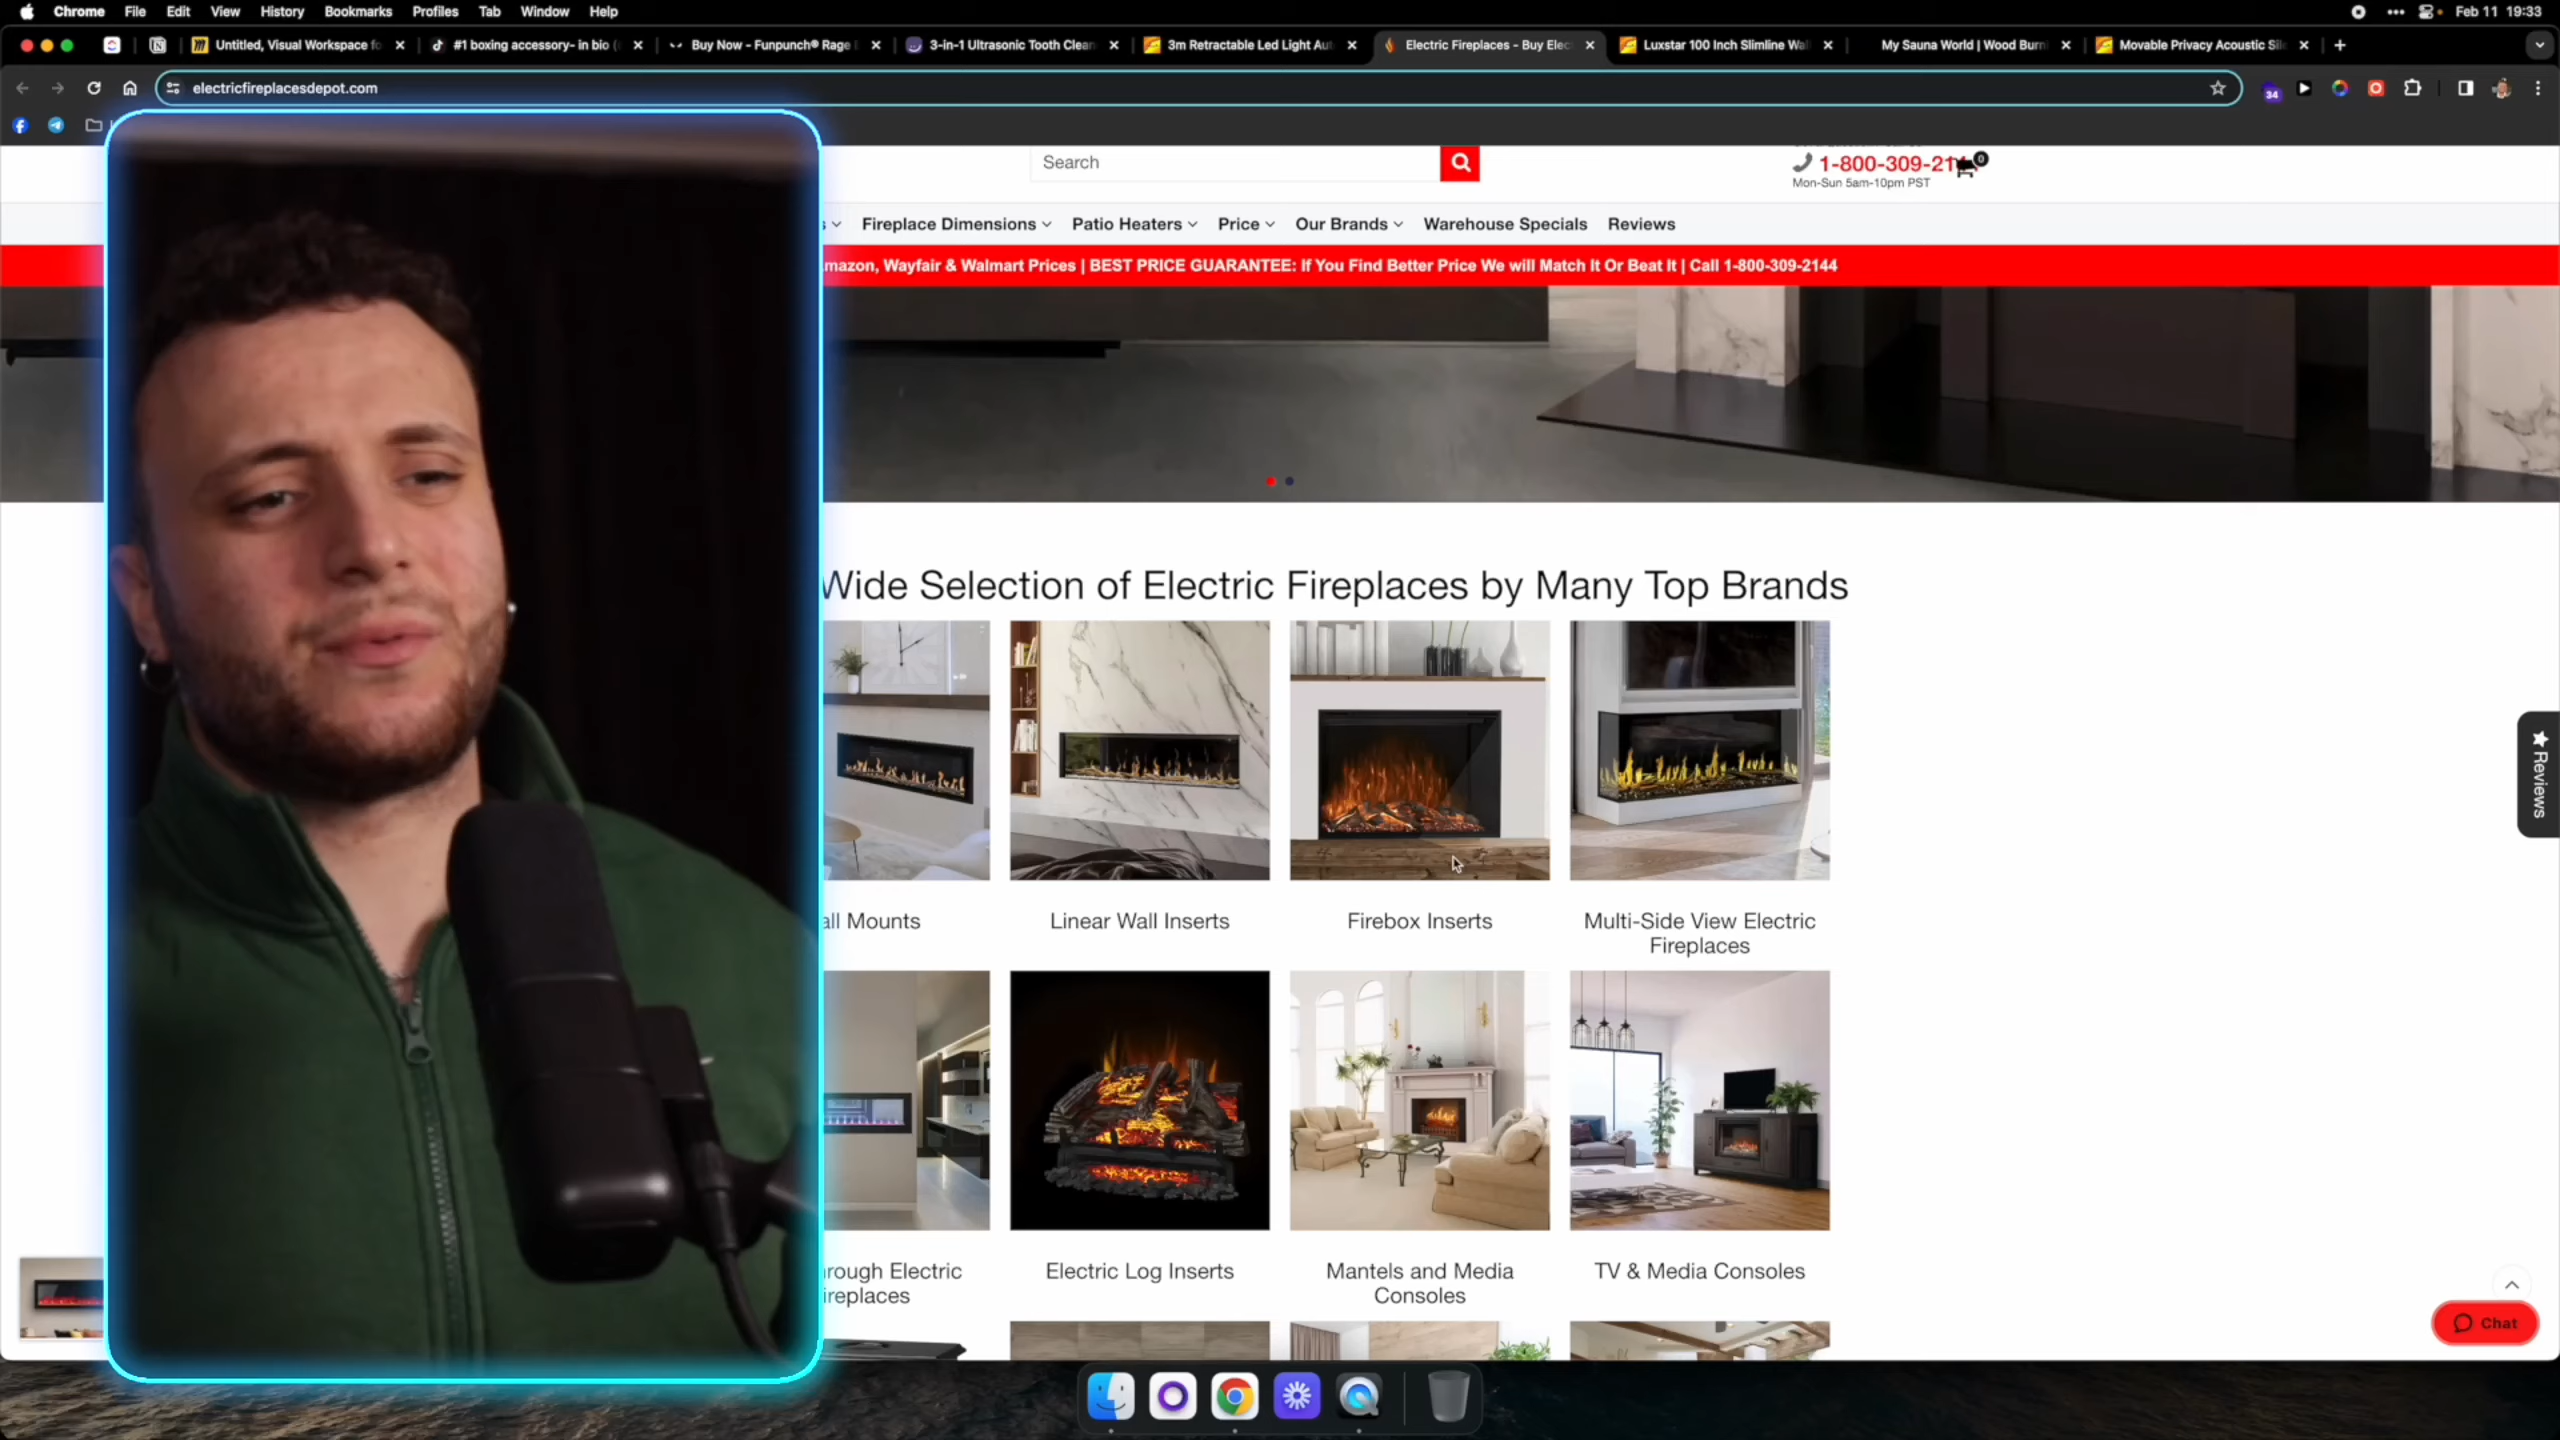 Chrome File Edit View History Bookmarks Profiles Tab Window Help
Feb 11 19:33
Untitled, Visual Workspace fo
#1 boxing accessory- in bio (
Buy Now - Funpunch® Rage
3-in-1 Ultrasonic Tooth Clean
3m Retractable Led Light Aut
Electric Fireplaces - Buy Elec
Luxstar 100 Inch Slimline Wal
My Sauna World | Wood Burni
Movable Privacy Acoustic Sil
electricfireplacesdepot.com
34
Search
1-800-309-21
0
Mon-Sun 5am-10pm PST
s Fireplace Dimensions Patio Heaters Price Our Brands Warehouse Specials Reviews
mazon, Wayfair & Walmart Prices | BEST PRICE GUARANTEE: If You Find Better Price We will Match It Or Beat It | Call 1-800-309-2144
Wide Selection of Electric Fireplaces by Many Top Brands
Reviews
all Mounts
Linear Wall Inserts
Firebox Inserts
Multi-Side View Electric
Fireplaces
rough Electric
ireplaces
Electric Log Inserts
Mantels and Media
Consoles
TV & Media Consoles
Chat